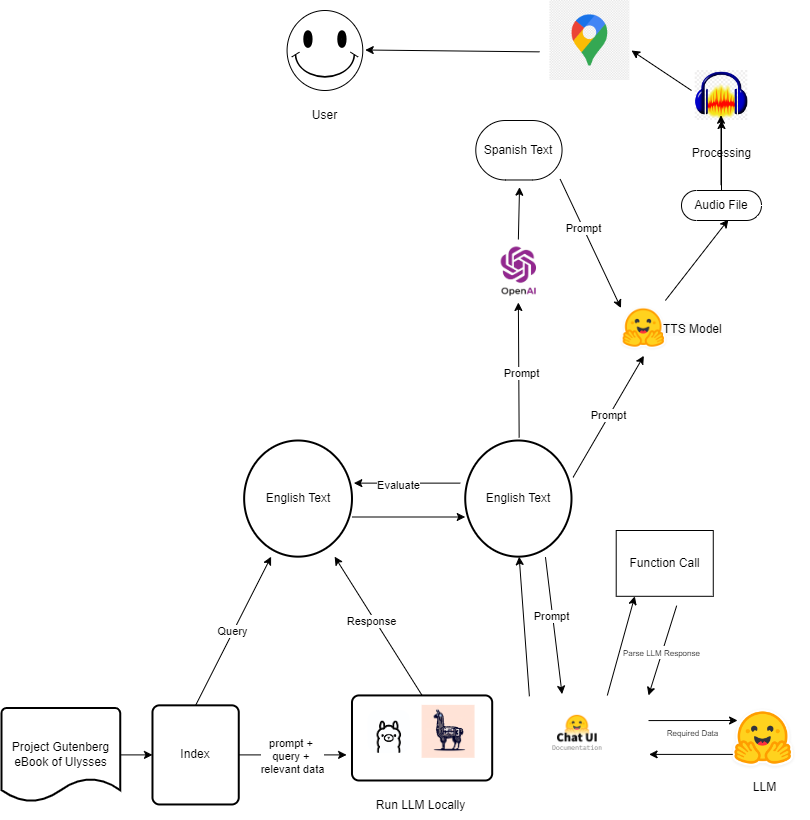 User
Spanish Text
Processing
Audio File
Prompt
OpenAI
TTS Model
Prompt
Prompt
English Text
Evaluate
English Text
Function Call
Query
Response
Prompt
Parse LLM Response
Project Gutenberg
eBook of Ulysses
Index
prompt +
query +
relevant data
Chat UI
Documentation
Required Data
LLM
Run LLM Locally